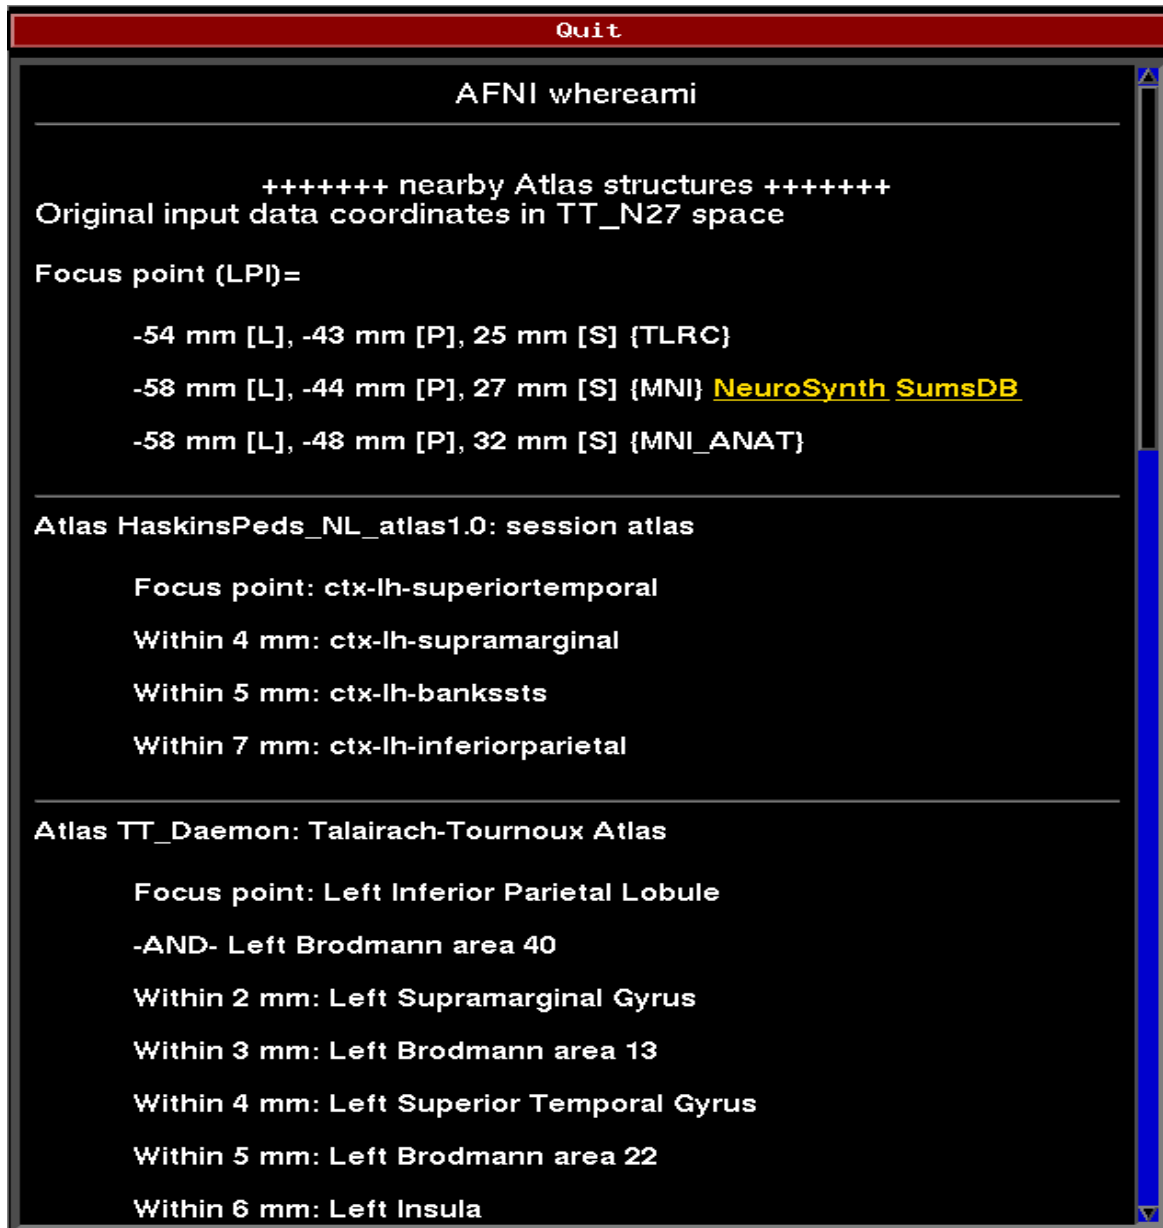 Quit
AFNI whereami
+++++++ nearby Atlas structures +++++++
Original input data coordinates in TT_N27 space
Focus point (LPI)=
-54 mm [L], -43 mm [P], 25 mm [S] {TLRC}
-58 mm [L], -44 mm [P], 27 mm [S] {MNI} NeuroSynth SumsDB
-58 mm [L], -48 mm [P], 32 mm [S] {MNI_ANAT}
Atlas HaskinsPeds_NL_atlas1.0: session atlas
Focus point: ctx-lh-superiortemporal
Within 4 mm: ctx-lh-supramarginal
Within 5 mm: ctx-lh-bankssts
Within 7 mm: ctx-lh-inferiorparietal
Atlas TT_Daemon: Talairach-Tournoux Atlas
Focus point: Left Inferior Parietal Lobule
-AND- Left Brodmann area 40
Within 2 mm: Left Supramarginal Gyrus
Within 3 mm: Left Brodmann area 13
Within 4 mm: Left Superior Temporal Gyrus
Within 5 mm: Left Brodmann area 22
Within 6 mm: Left Insula